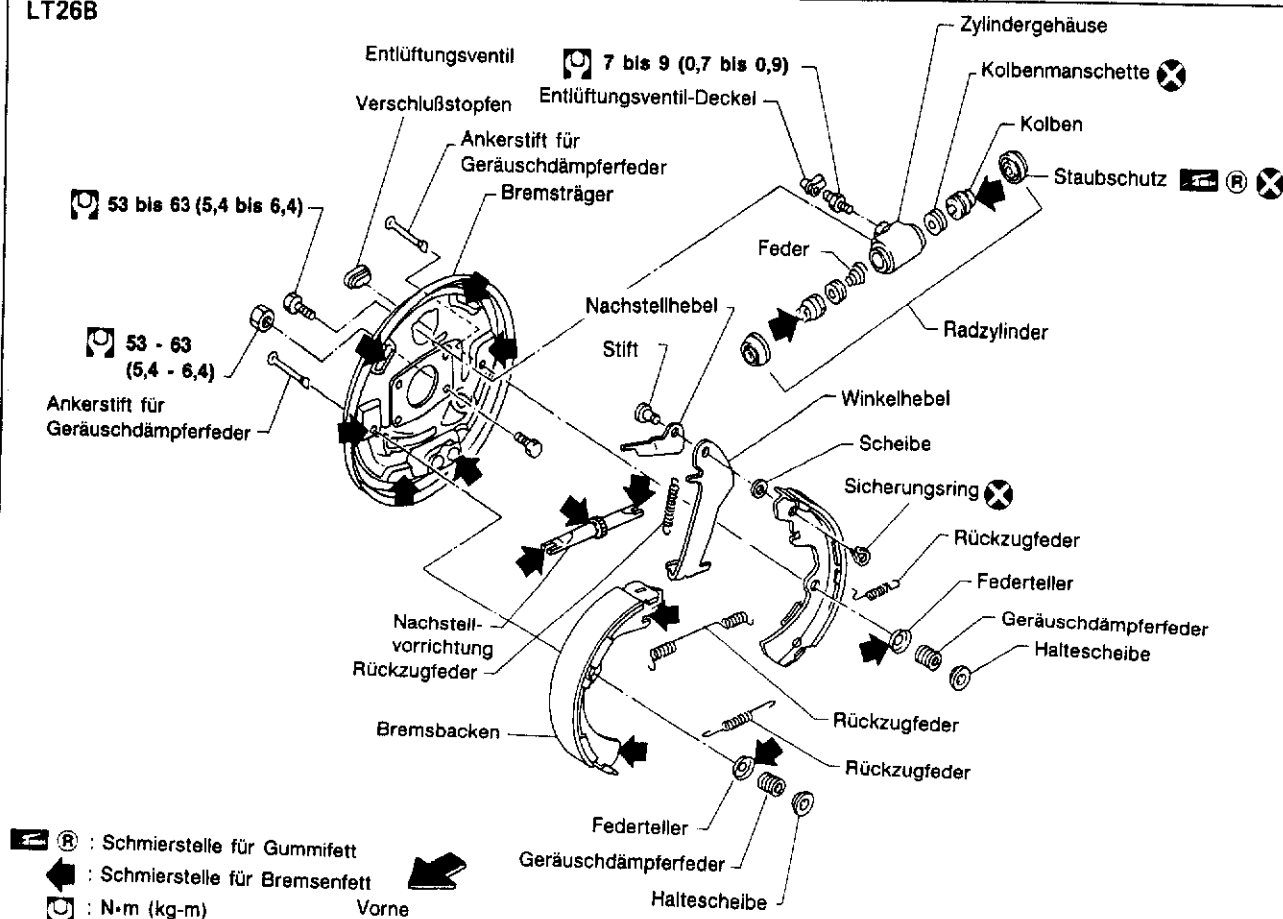 LT26B
Zylindergehäuse
Entlüftungsventil
7 bis 9 (0,7 bis 0,9)
Kolbenmanschette
Entlüftungsventil-Deckel
Verschlußstopfen
Kolben
Ankerstift für
Geräuschdämpferfeder
Staubschutz R
Bremsträger
53 bis 63 (5,4 bis 6,4)
Feder
Nachstellhebel
Radzylinder
53 - 63
(5,4 - 6,4)
Stift
Winkelhebel
Ankerstift für
Geräuschdämpferfeder
Scheibe
Sicherungsring
Rückzugfeder
Federteller
Nachstell-
vorrichtung
Geräuschdämpferfeder
Haltescheibe
Rückzugfeder
Rückzugfeder
Bremsbacken
Rückzugfeder
Federteller
R : Schmierstelle für Gummifett
Geräuschdämpferfeder
: Schmierstelle für Bremsenfett
Haltescheibe
: N•m (kg-m)
Vorne